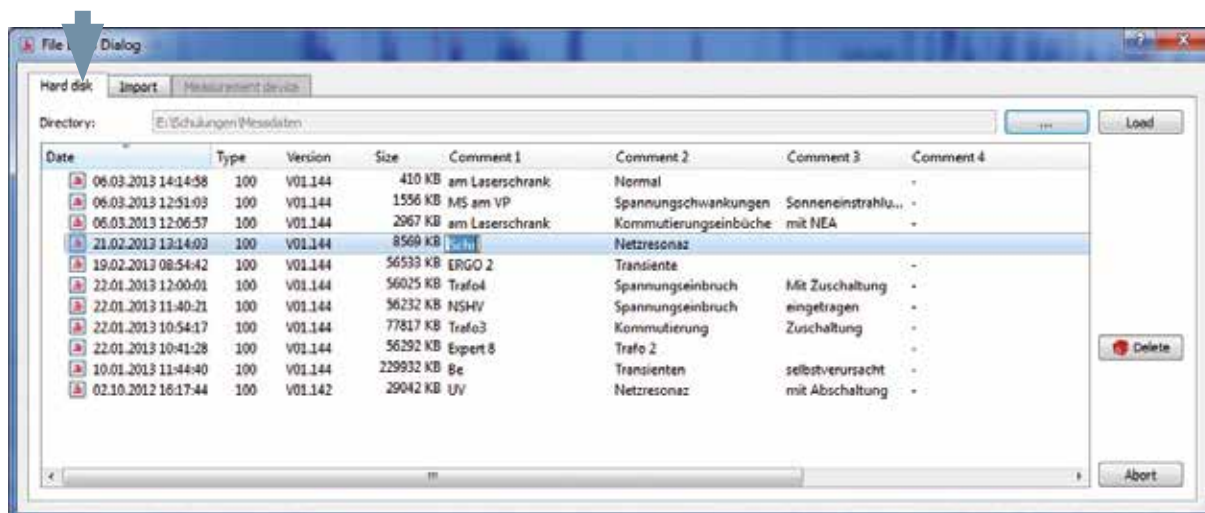 File Dialog
Hard disk Import Measurement device
Directory: E:\Schulungen\Messdaten ... Load
Date Type Version Size Comment 1 Comment 2 Comment 3 Comment 4
06.03.2013 14:14:58 100 V01.144 410 KB am Laserschrank Normal -
06.03.2013 12:51:03 100 V01.144 1556 KB MS am VP Spannungschwankungen Sonneneinstrahlu... -
06.03.2013 12:06:57 100 V01.144 2967 KB am Laserschrank Kommutierungseinbüche mit NEA -
21.02.2013 13:14:03 100 V01.144 8569 KB Netzresonaz
19.02.2013 08:54:42 100 V01.144 56533 KB ERGO 2 Transiente -
22.01.2013 12:00:01 100 V01.144 56025 KB Trafo4 Spannungseinbruch Mit Zuschaltung -
22.01.2013 11:40:21 100 V01.144 56232 KB NSHV Spannungseinbruch eingetragen -
22.01.2013 10:54:17 100 V01.144 77817 KB Trafo3 Kommutierung Zuschaltung -
22.01.2013 10:41:28 100 V01.144 56292 KB Expert 8 Trafo 2 -
Delete
10.01.2013 11:44:40 100 V01.144 229932 KB Be Transienten selbstverursacht -
02.10.2012 16:17:44 100 V01.142 29042 KB UV Netzresonaz mit Abschaltung -
Abort